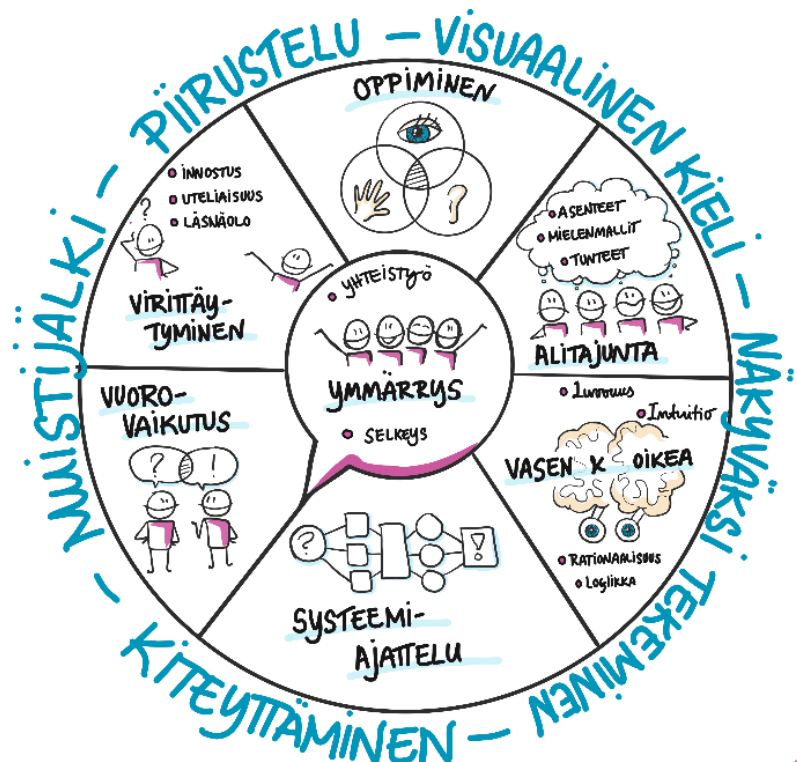 PIIRUSTELU – VISUAALINEN KIELI – NÄKYVÄKSI TEKEMINEN – KITEYTTÄMINEN – MUISTIJALKI –
OPPIMINEN
• ASENTEET
• MIELENMALLIT
• TUNTEET
ALITAJUNTA
• Luovuus
• Intuitio
VASEN & OIKEA
• RATIONAALISUUS
• Logiikka
SYSTEEMI-
AJATTELU
VUORO-
VAIKUTUS
? !
• INNOSTUS
• UTELIAISUUS
• LÄSNÄOLO
?
VIRITTÄY-
TYMINEN
• YHTEISTYÖ
YMMÄRRYS
• SELKEYS
? !